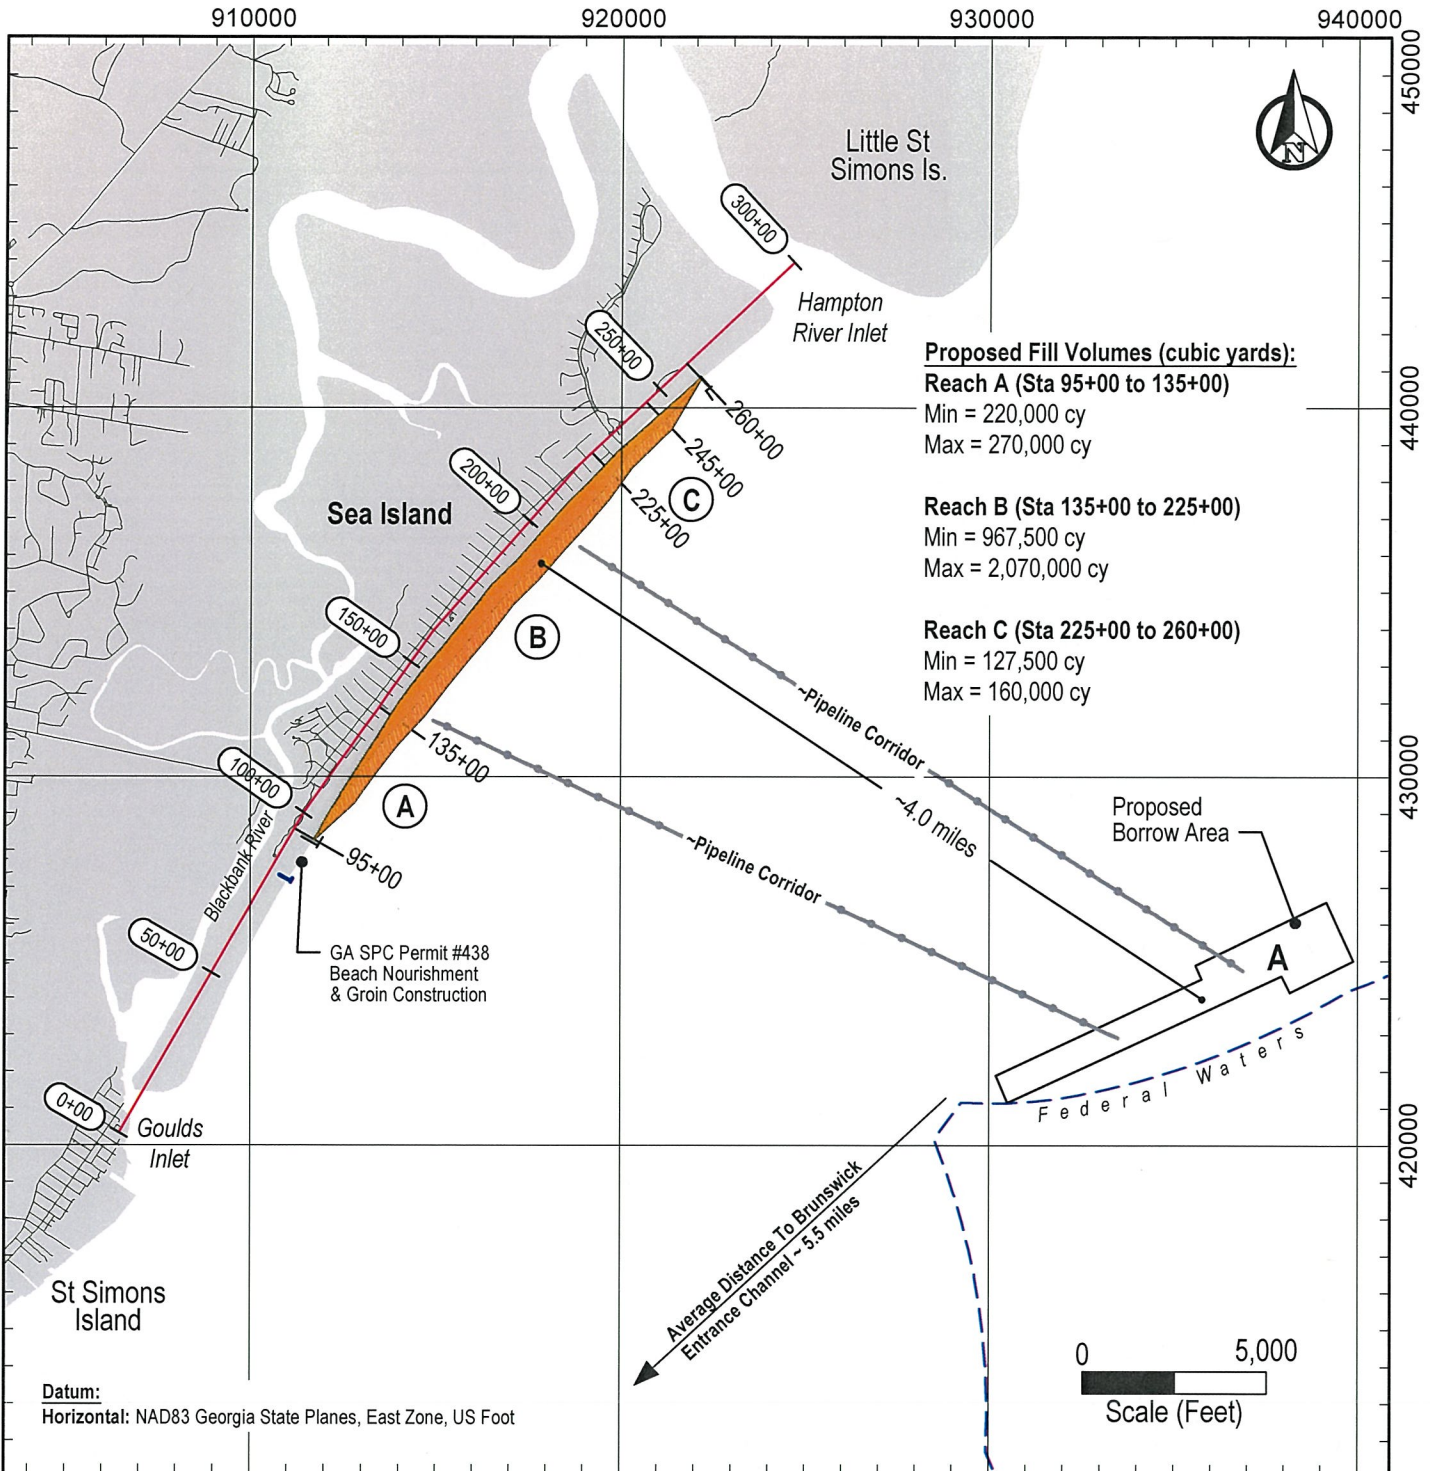 910000
920000
930000
940000
450000
440000
430000
420000
N
Little St
Simons Is.
300+00
Hampton
River Inlet
250+00
260+00
245+00
225+00
C
200+00
Sea Island
150+00
B
135+00
100+00
A
95+00
Blackbank River
50+00
0+00
Goulds
Inlet
St Simons
Island
GA SPC Permit #438
Beach Nourishment
& Groin Construction
Proposed Fill Volumes (cubic yards):
Reach A (Sta 95+00 to 135+00)
Min = 220,000 cy
Max = 270,000 cy
Reach B (Sta 135+00 to 225+00)
Min = 967,500 cy
Max = 2,070,000 cy
Reach C (Sta 225+00 to 260+00)
Min = 127,500 cy
Max = 160,000 cy
~Pipeline Corridor
~4.0 miles
~Pipeline Corridor
Proposed
Borrow Area
A
Federal Waters
Average Distance To Brunswick
Entrance Channel ~ 5.5 miles
0 5,000
Scale (Feet)
Datum:
Horizontal: NAD83 Georgia State Planes, East Zone, US Foot